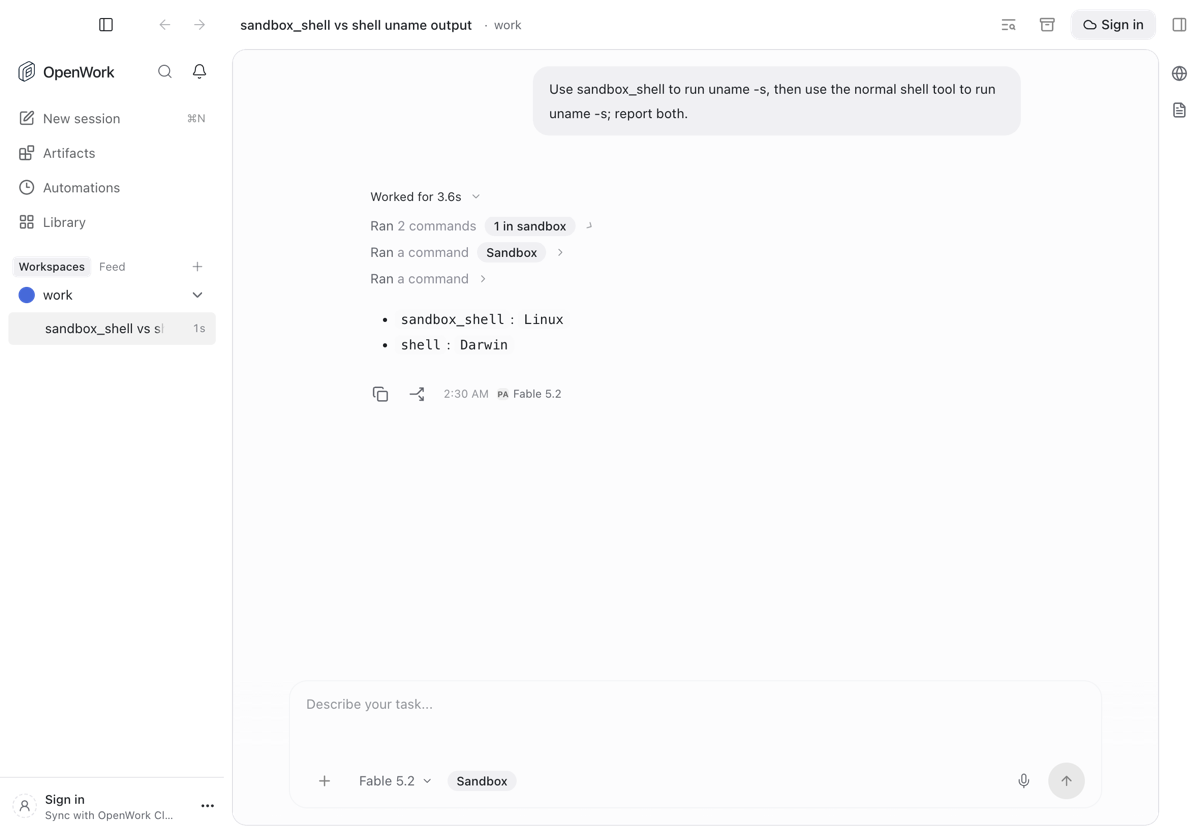 sandbox_shell vs shell uname output · work
Sign in
OpenWork
New session ⌘N
Artifacts
Automations
Library
Workspaces Feed
work
sandbox_shell vs 1s
Use sandbox_shell to run uname -s, then use the normal shell tool to run
uname -s; report both.
Worked for 3.6s
Ran 2 commands 1 in sandbox
Ran a command Sandbox
Ran a command
• sandbox_shell : Linux
• shell : Darwin
2:30 AM PA Fable 5.2
Describe your task...
Fable 5.2 Sandbox
Sign in
Sync with OpenWork Cl...